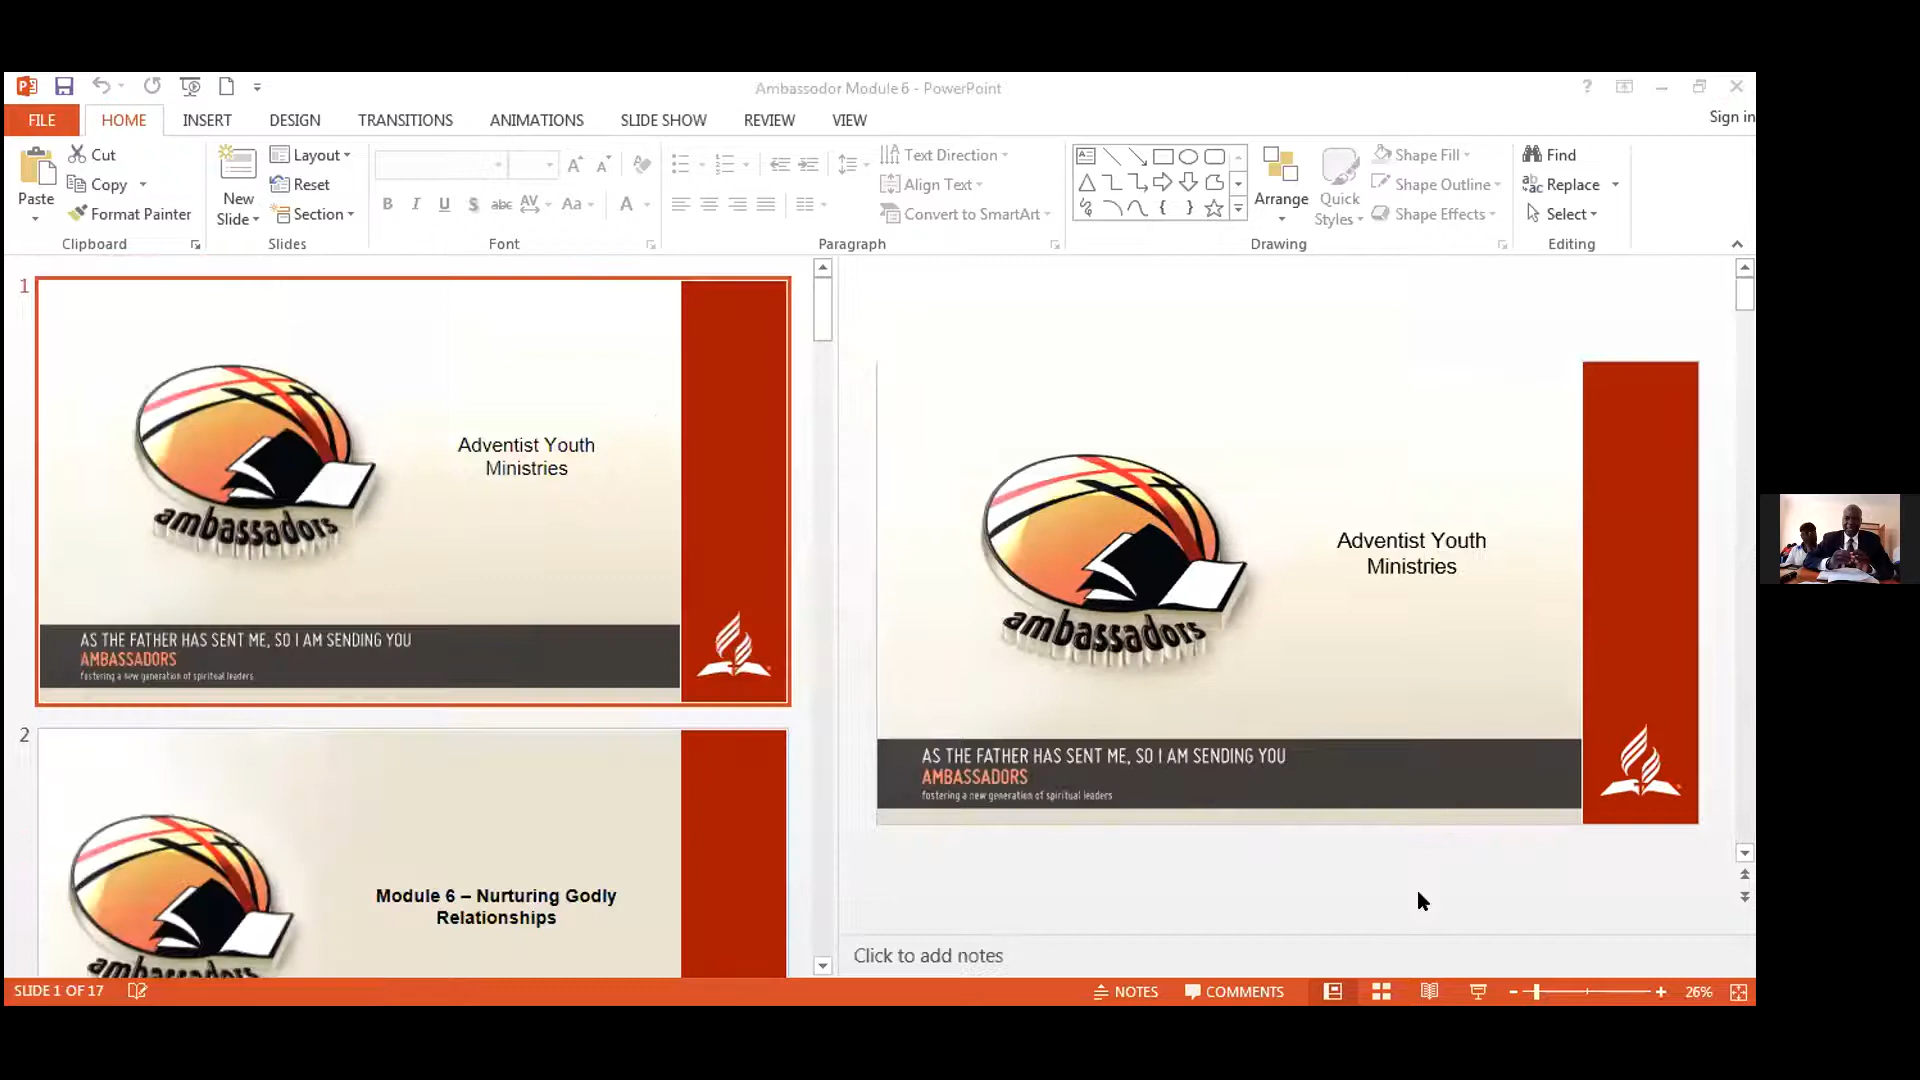 Ambassodor Module 6 - PowerPoint
FILE HOME INSERT DESIGN TRANSITIONS ANIMATIONS SLIDE SHOW REVIEW VIEW
Sign in
Paste
Cut
Copy
Format Painter
Clipboard
New
Slide
Layout
Reset
Section
Slides
B I U S abc AV Aa A
Font
Text Direction
Align Text
Convert to SmartArt
Paragraph
Arrange
Quick
Styles
Shape Fill
Shape Outline
Shape Effects
Drawing
Find
Replace
Select
Editing
1
ambassadors
Adventist Youth
Ministries
AS THE FATHER HAS SENT ME, SO I AM SENDING YOU
AMBASSADORS
fostering a new generation of spiritual leaders
2
ambassadors
Module 6 – Nurturing Godly
Relationships
ambassadors
Adventist Youth
Ministries
AS THE FATHER HAS SENT ME, SO I AM SENDING YOU
AMBASSADORS
fostering a new generation of spiritual leaders
Click to add notes
SLIDE 1 OF 17
NOTES
COMMENTS
26%